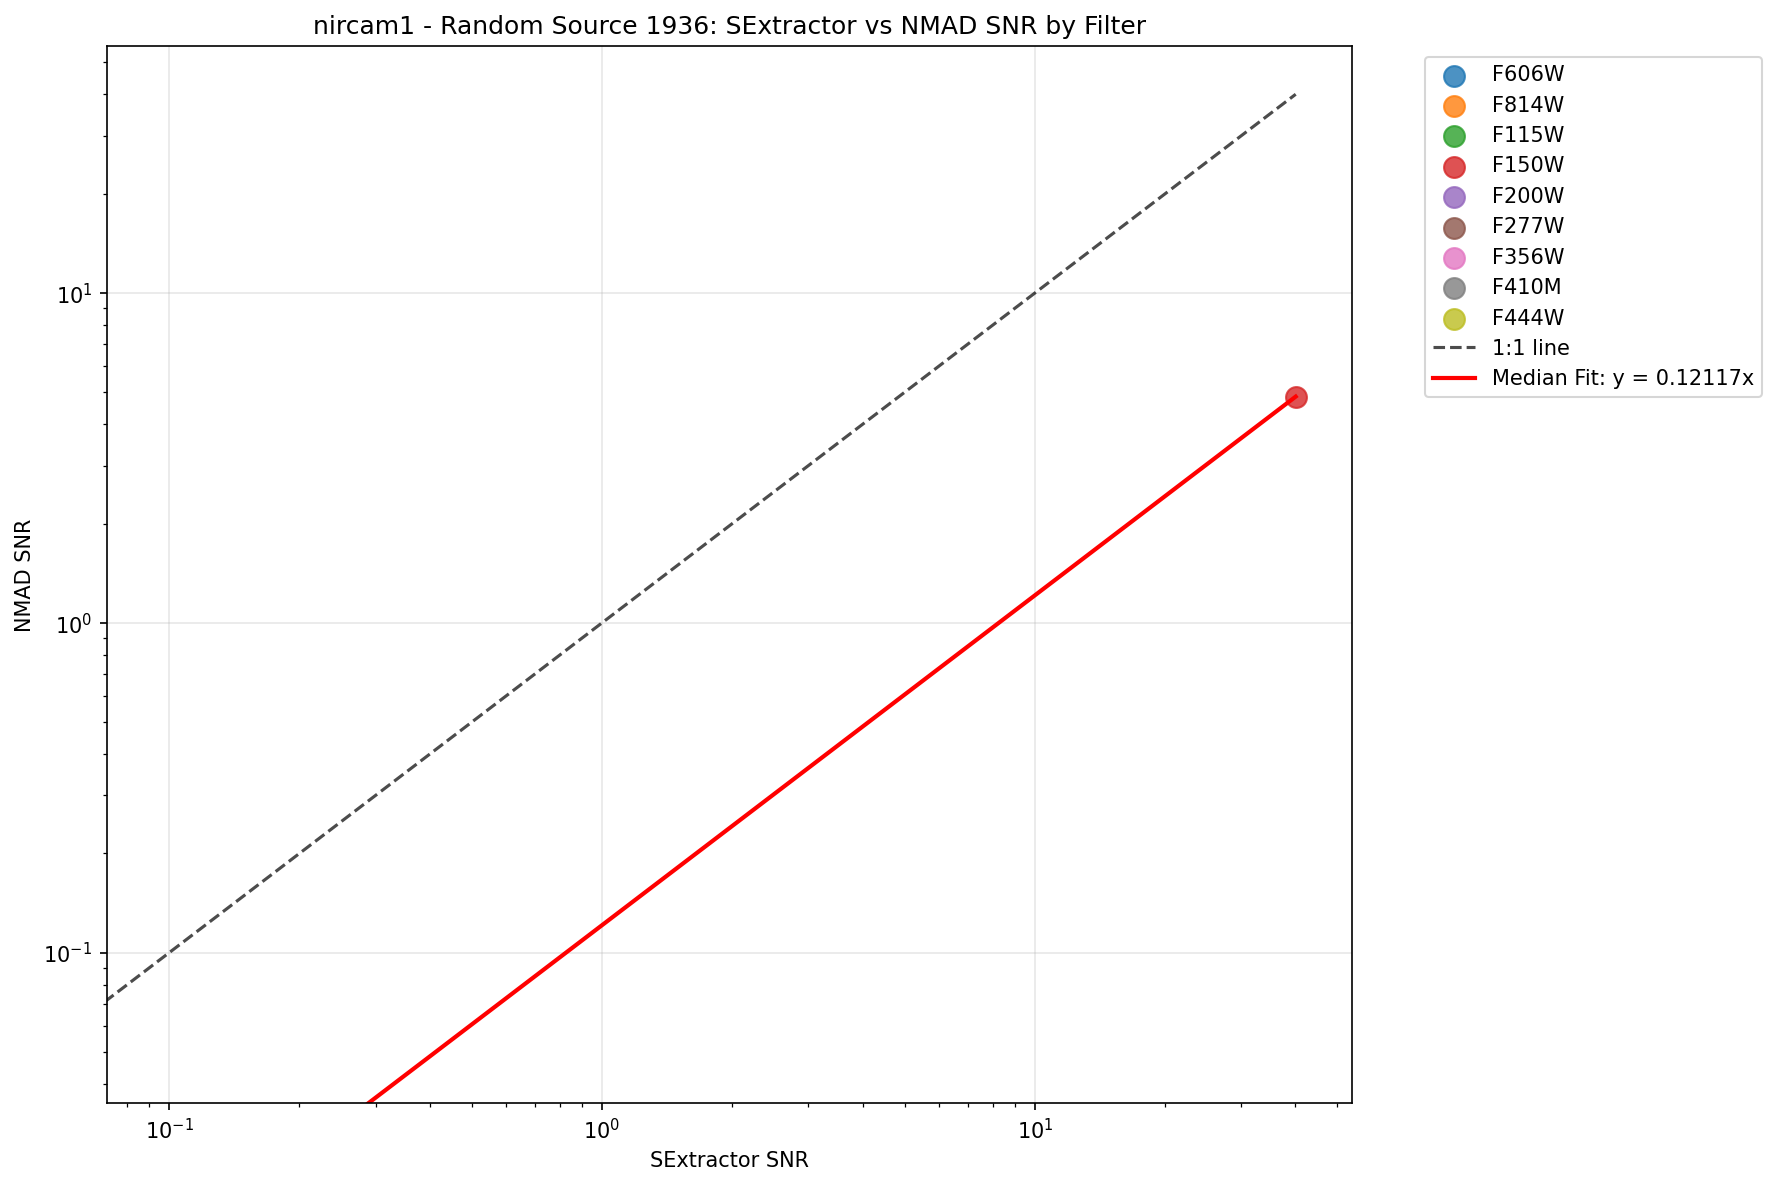 nircam1 - Random Source 1936: SExtractor vs NMAD SNR by Filter
F606W
F814W
F115W
F150W
F200W
F277W
F356W
F410M
F444W
1:1 line
Median Fit: y = 0.12117x
NMAD SNR
10¹
10⁰
10⁻¹
10⁻¹
10⁰
10¹
SExtractor SNR